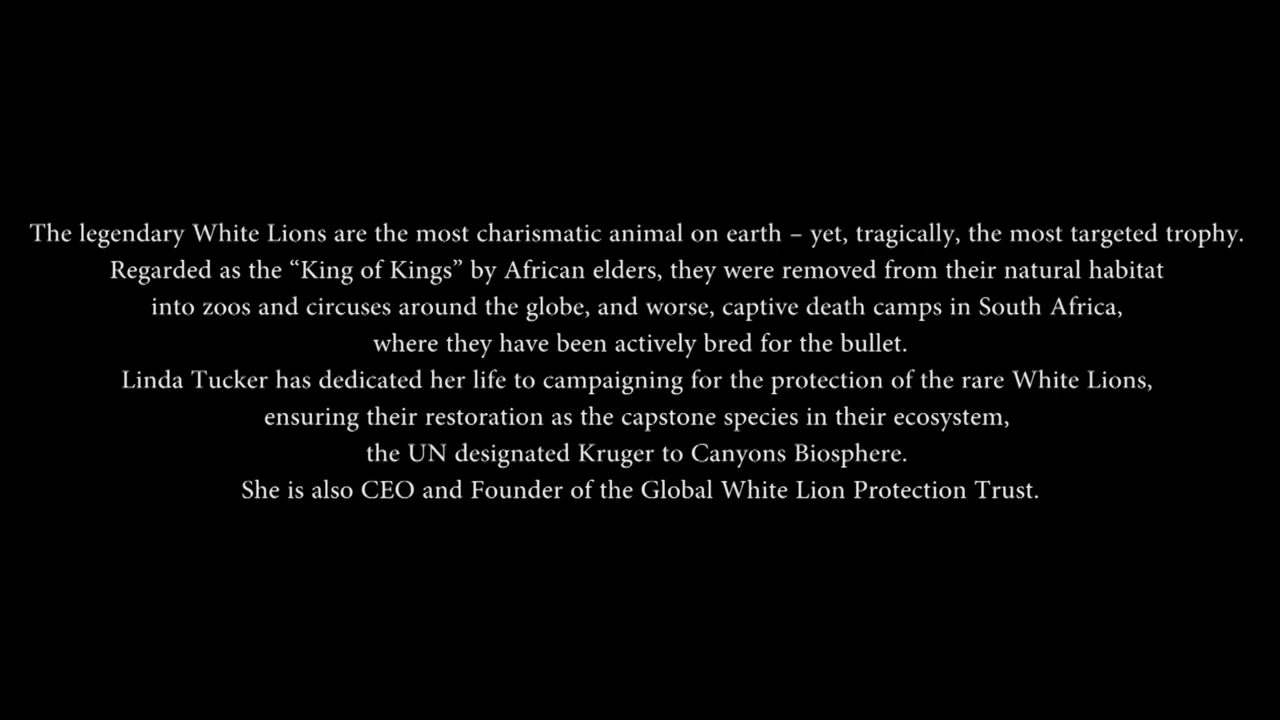 The legendary White Lions are the most charismatic animal on earth – yet, tragically, the most targeted trophy.
Regarded as the “King of Kings” by African elders, they were removed from their natural habitat
into zoos and circuses around the globe, and worse, captive death camps in South Africa,
where they have been actively bred for the bullet.
Linda Tucker has dedicated her life to campaigning for the protection of the rare White Lions,
ensuring their restoration as the capstone species in their ecosystem,
the UN designated Kruger to Canyons Biosphere.
She is also CEO and Founder of the Global White Lion Protection Trust.